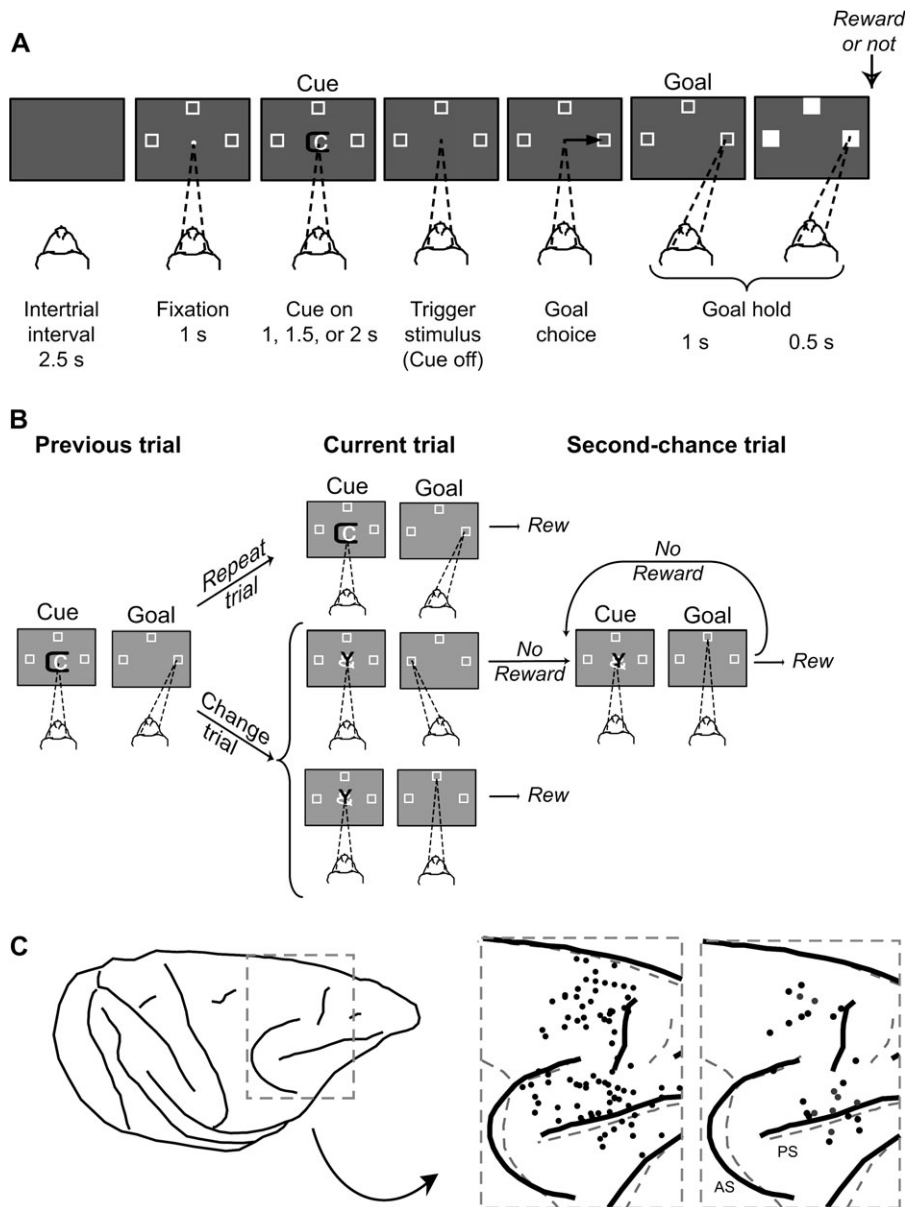 Reward
or not
A
Cue
Goal
C
Intertrial
interval
2.5 s
Fixation
1 s
Cue on
1, 1.5, or 2 s
Trigger
stimulus
(Cue off)
Goal
choice
Goal hold
1 s
0.5 s
B
Previous trial
Current trial
Second-chance trial
Cue
Goal
C
Rew
Repeat
trial
No
Reward
Cue
Goal
C
Y
No
Reward
Cue
Goal
Y
Rew
Change
trial
Y
Rew
C
PS
AS